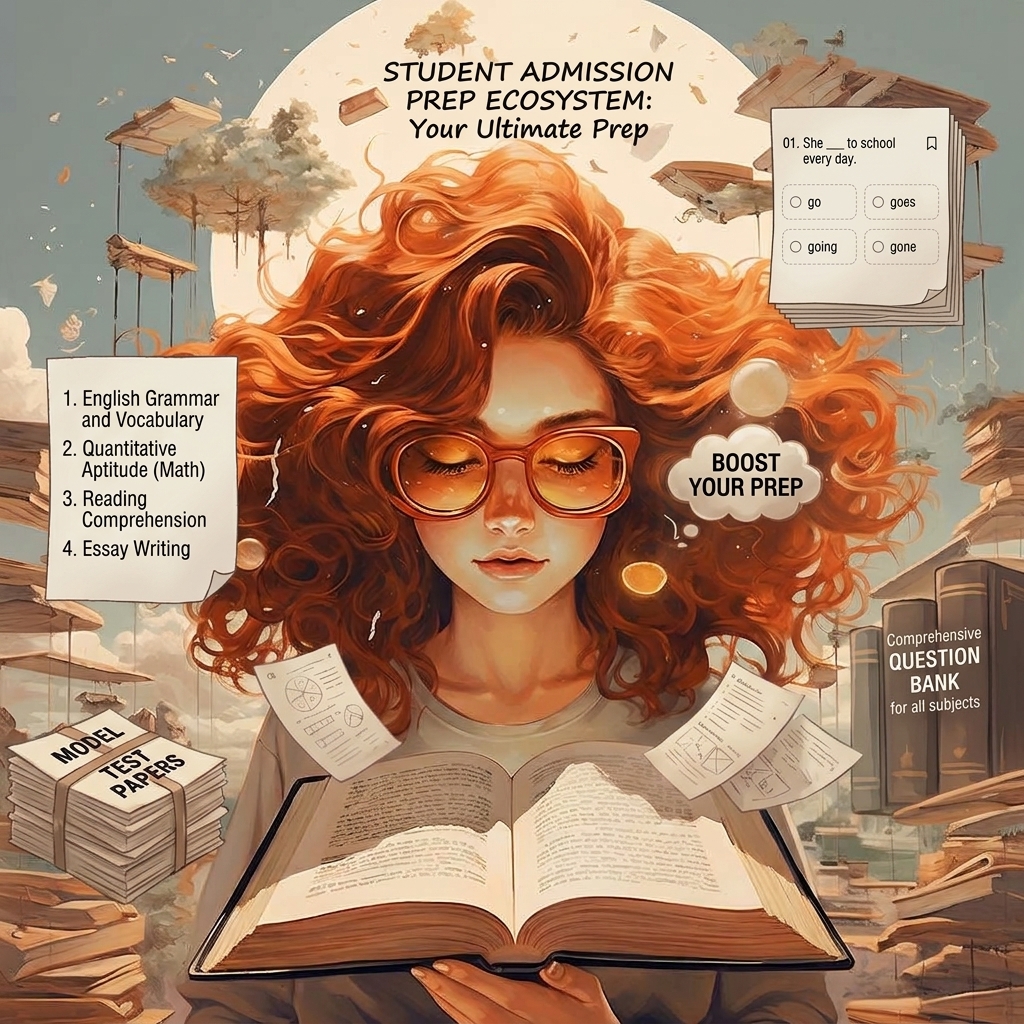 STUDENT ADMISSION
PREP ECOSYSTEM:
Your Ultimate Prep
01. She ___ to school
every day.
go
goes
going
gone
1. English Grammar
and Vocabulary
2. Quantitative
Aptitude (Math)
3. Reading
Comprehension
4. Essay Writing
BOOST
YOUR PREP
Comprehensive
QUESTION
BANK
for all subjects
MODEL
TEST
PAPERS